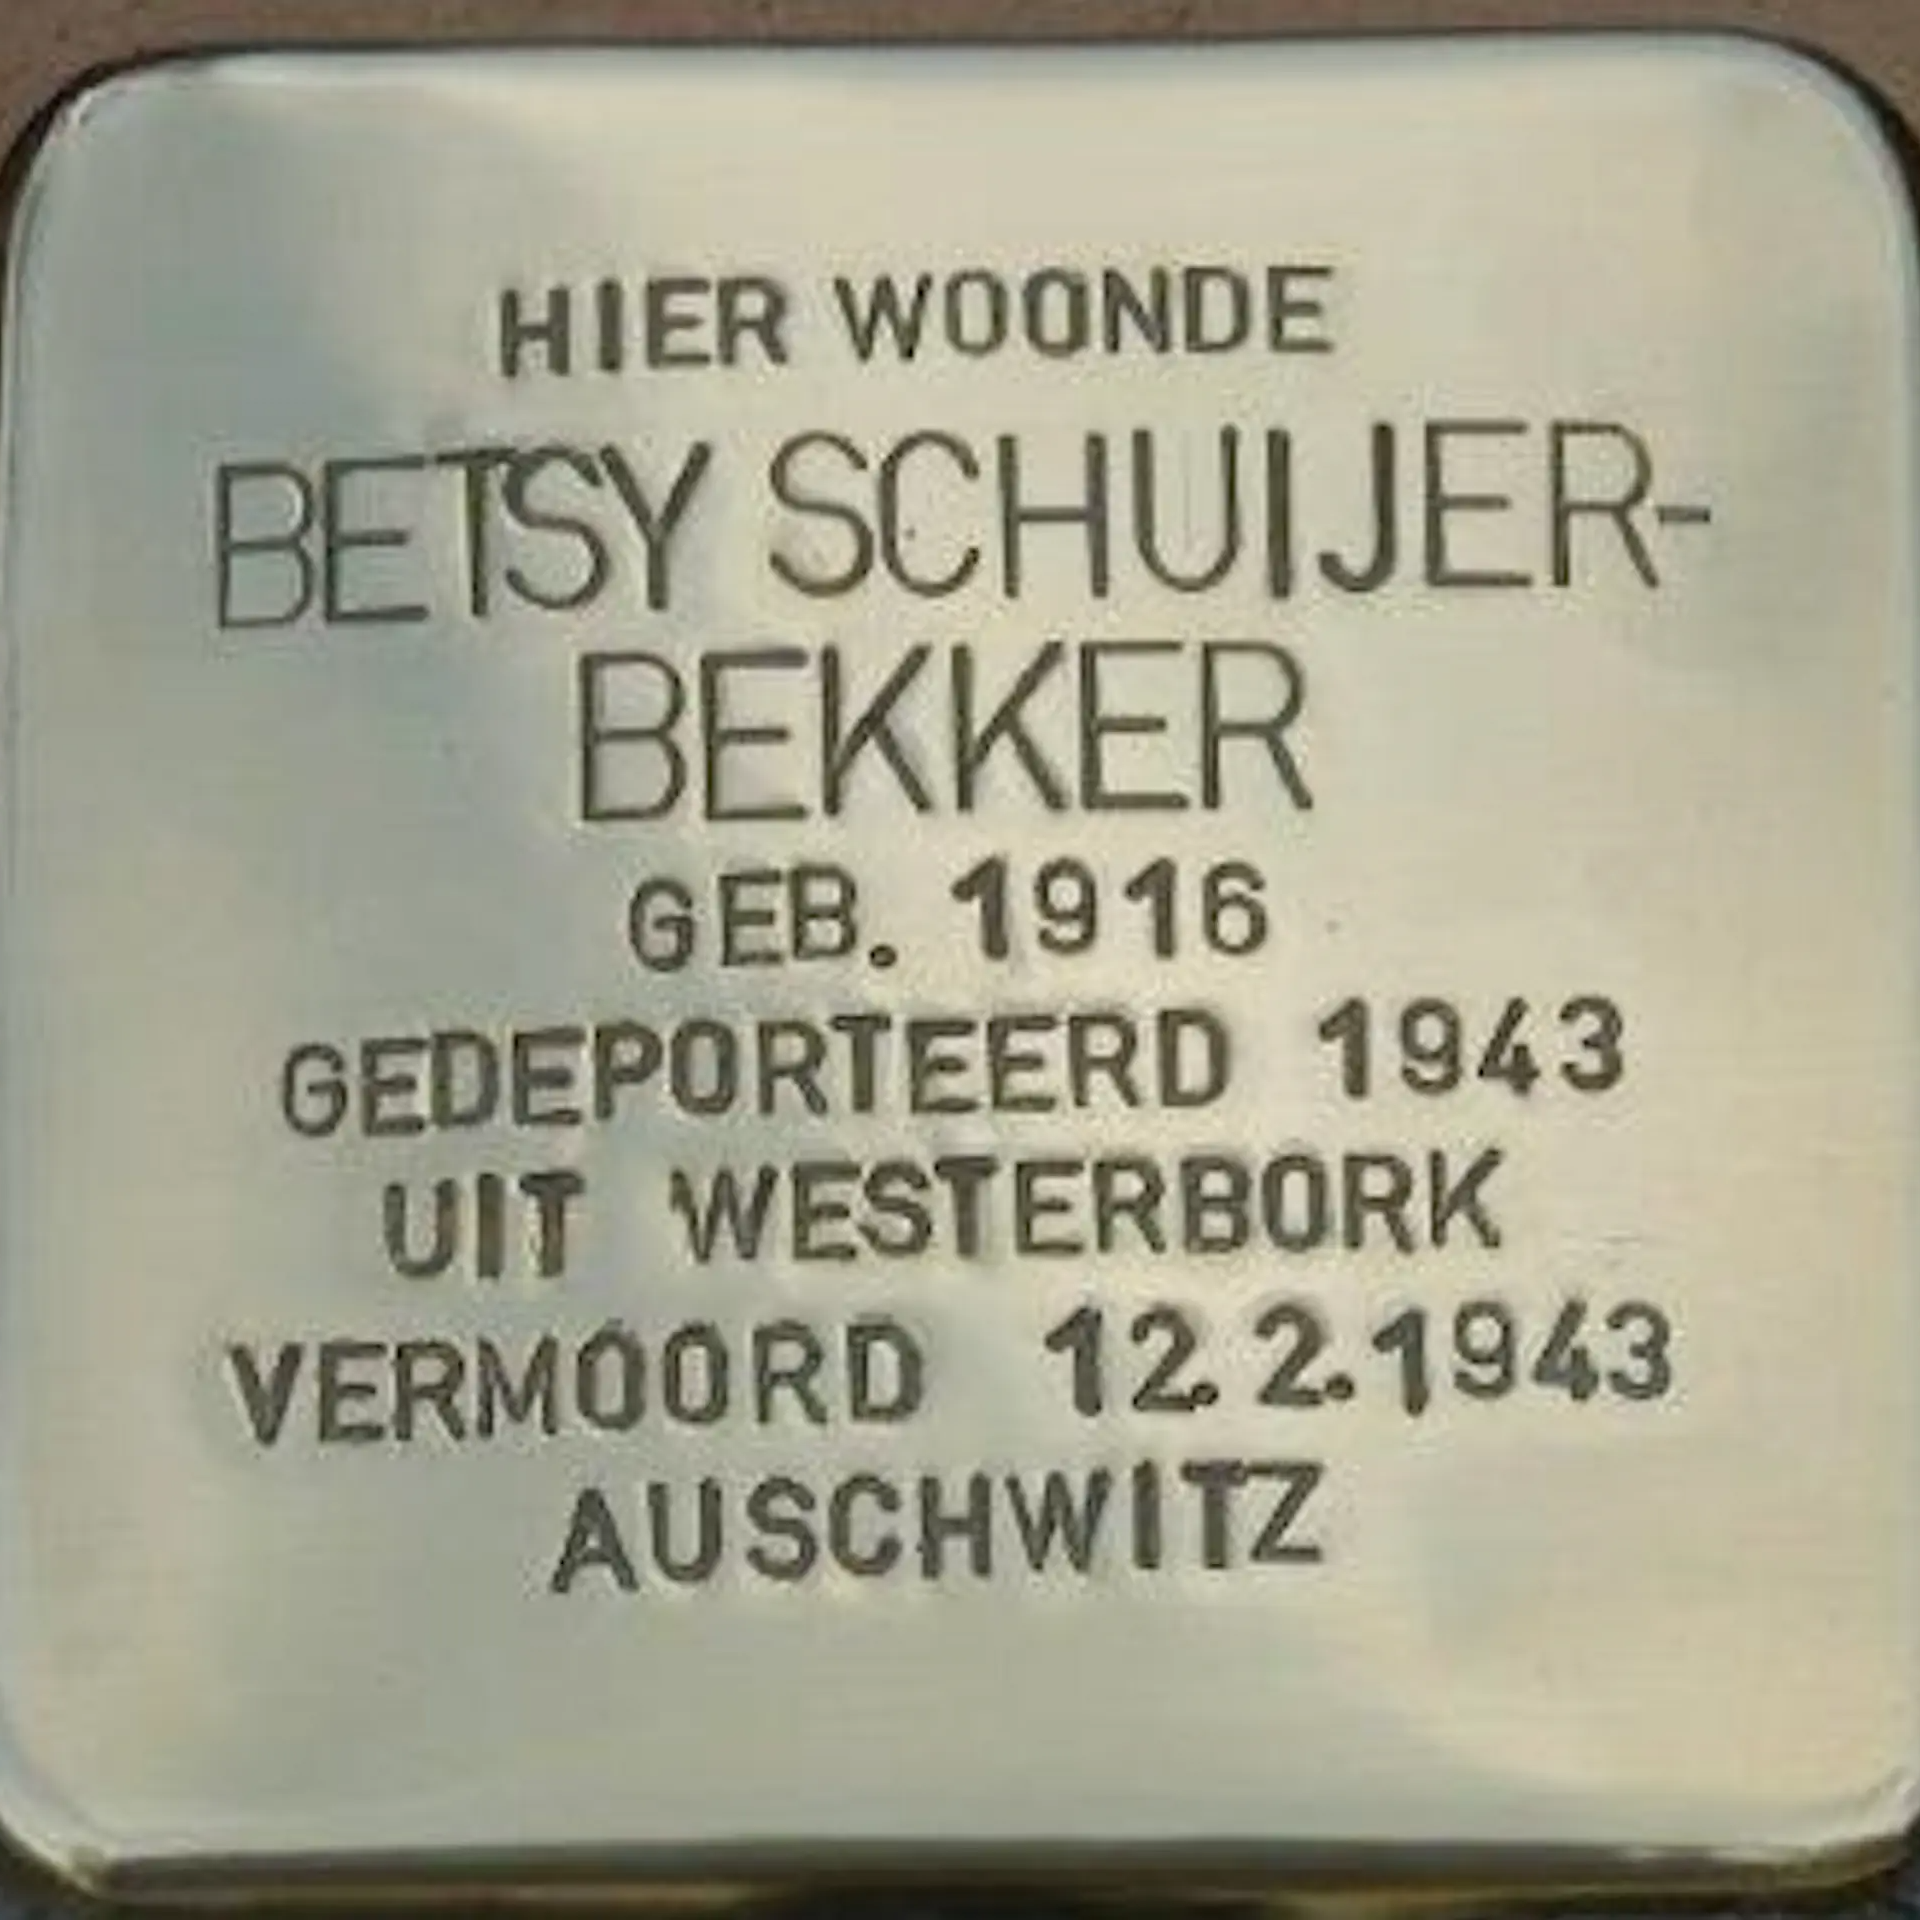 HIER WOONDE
BETSY SCHUIJER-
BEKKER
GEB. 1916
GEDEPORTEERD 1943
UIT WESTERBORK
VERMOORD 12.2.1943
AUSCHWITZ